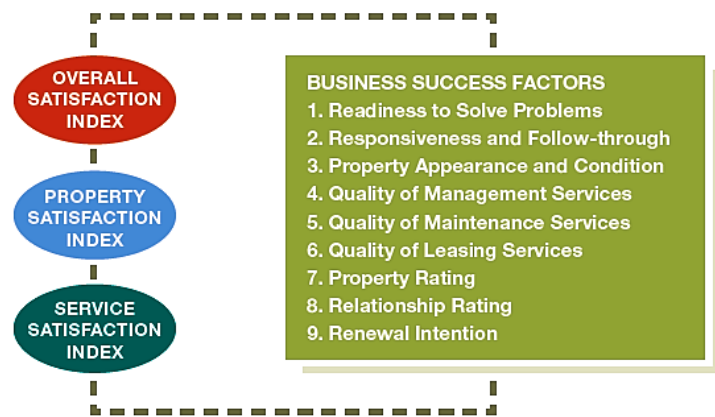 OVERALL
SATISFACTION
INDEX
PROPERTY
SATISFACTION
INDEX
SERVICE
SATISFACTION
INDEX
BUSINESS SUCCESS FACTORS
1. Readiness to Solve Problems
2. Responsiveness and Follow-through
3. Property Appearance and Condition
4. Quality of Management Services
5. Quality of Maintenance Services
6. Quality of Leasing Services
7. Property Rating
8. Relationship Rating
9. Renewal Intention